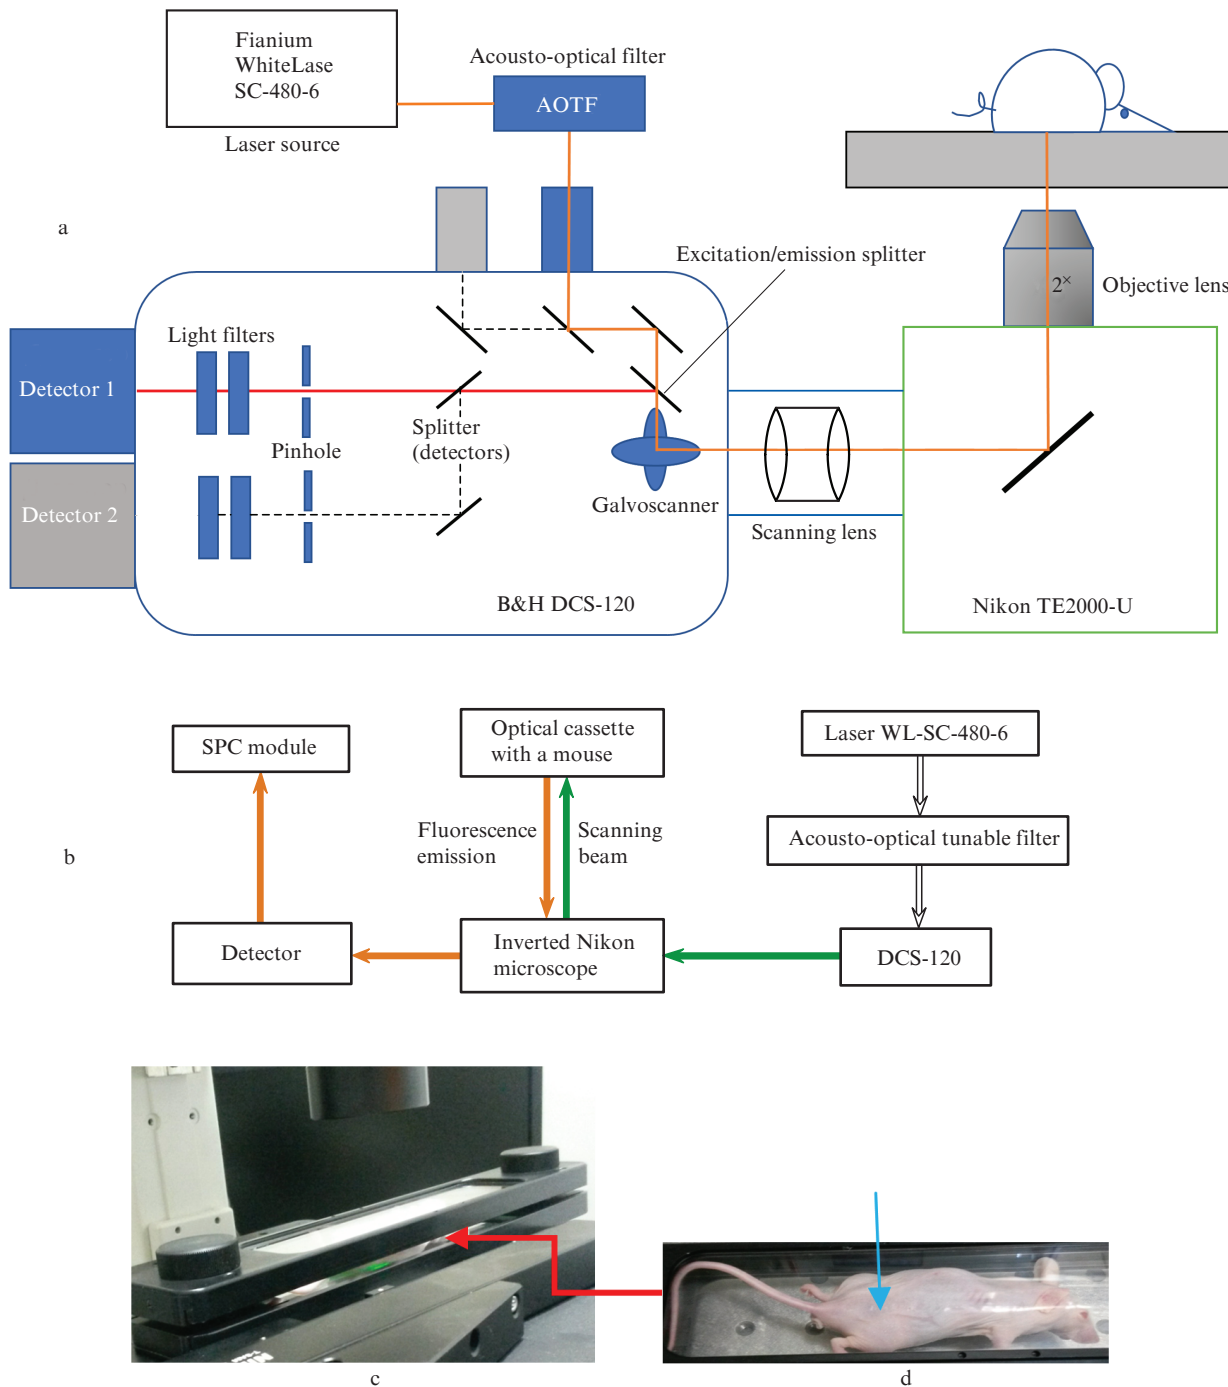 Fianium
WhiteLase
SC-480-6
Laser source
Acousto-optical filter
AOTF
a
Excitation/emission splitter
2×
Objective lens
Light filters
Detector 1
Splitter
(detectors)
Pinhole
Detector 2
Galvoscanner
Scanning lens
B&H DCS-120
Nikon TE2000-U
SPC module
Optical cassette
with a mouse
Laser WL-SC-480-6
b
Fluorescence
emission
Scanning
beam
Acousto-optical tunable filter
Detector
Inverted Nikon
microscope
DCS-120
c
d